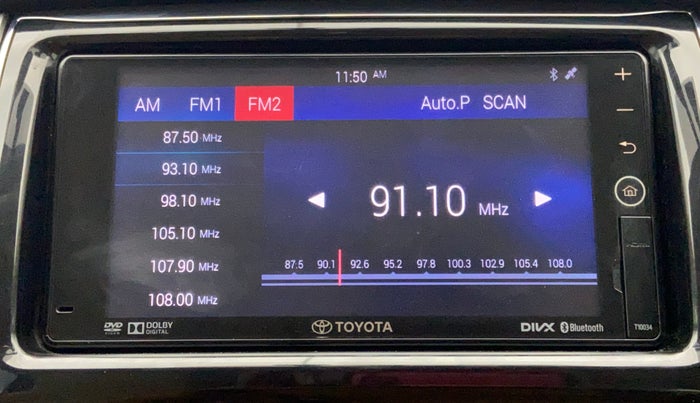 11:50 AM
AM FM1 FM2 Auto.P SCAN
87.50 MHz
93.10 MHz
98.10 MHz
105.10 MHz
107.90 MHz
108.00 MHz
91.10 MHz
87.5 90.1 92.6 95.2 97.8 100.3 102.9 105.4 108.0
DVD VIDEO DOLBY DIGITAL TOYOTA DIVX Bluetooth T10034
HDMI